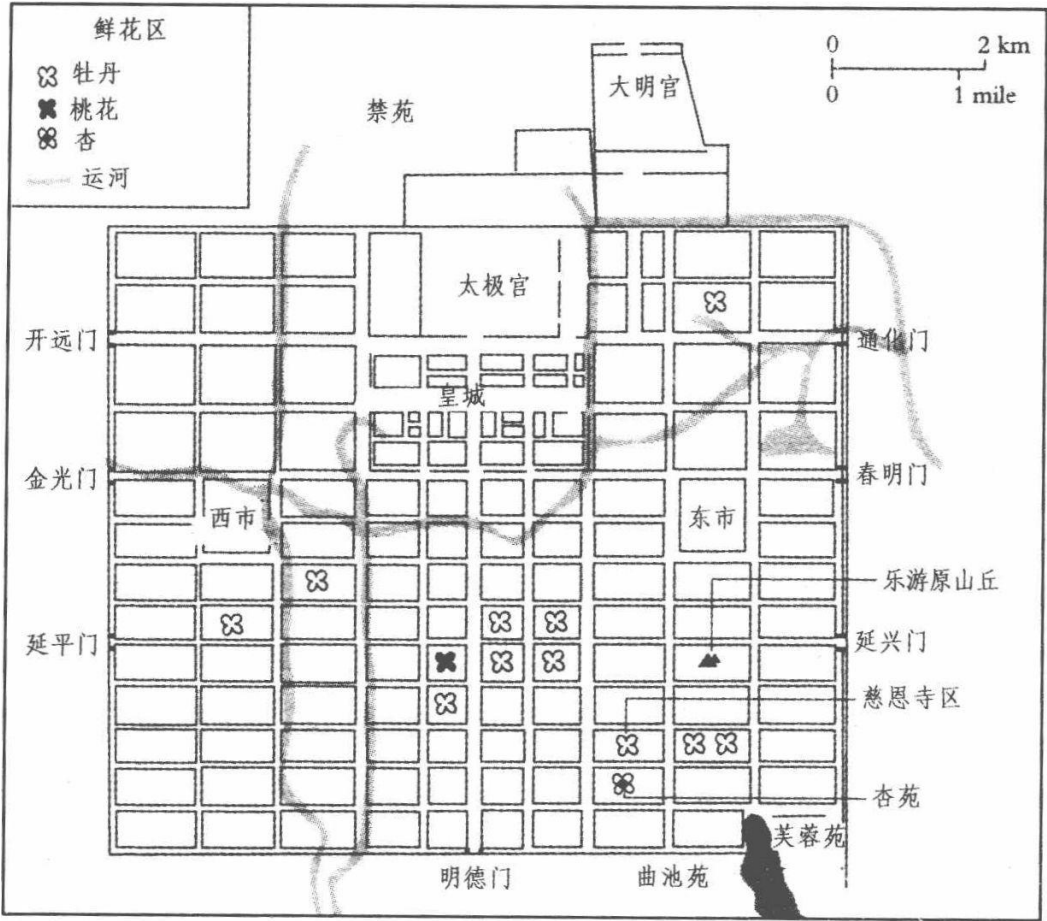 鲜花区
牡丹
桃花
杏
运河
0 2 km
0 1 mile
大明宫
禁苑
太极宫
开远门
通化门
皇城
金光门
春明门
西市
东市
乐游原山丘
延平门
延兴门
慈恩寺区
杏苑
芙蓉苑
明德门
曲池苑